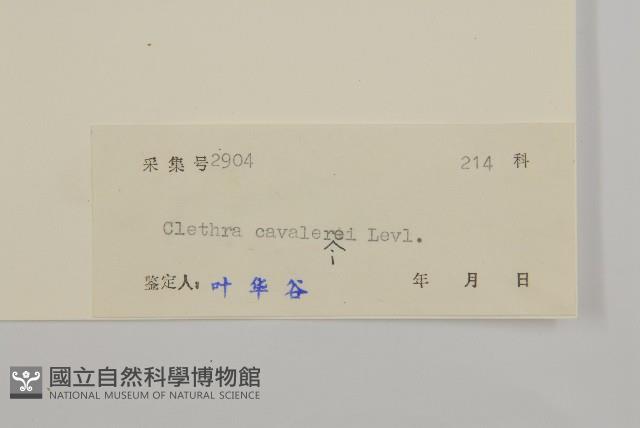 采集号2904 214 科
Clethra cavalerei Levl.
i
鉴定人: 叶华谷 年 月 日
國立自然科學博物館
NATIONAL MUSEUM OF NATURAL SCIENCE